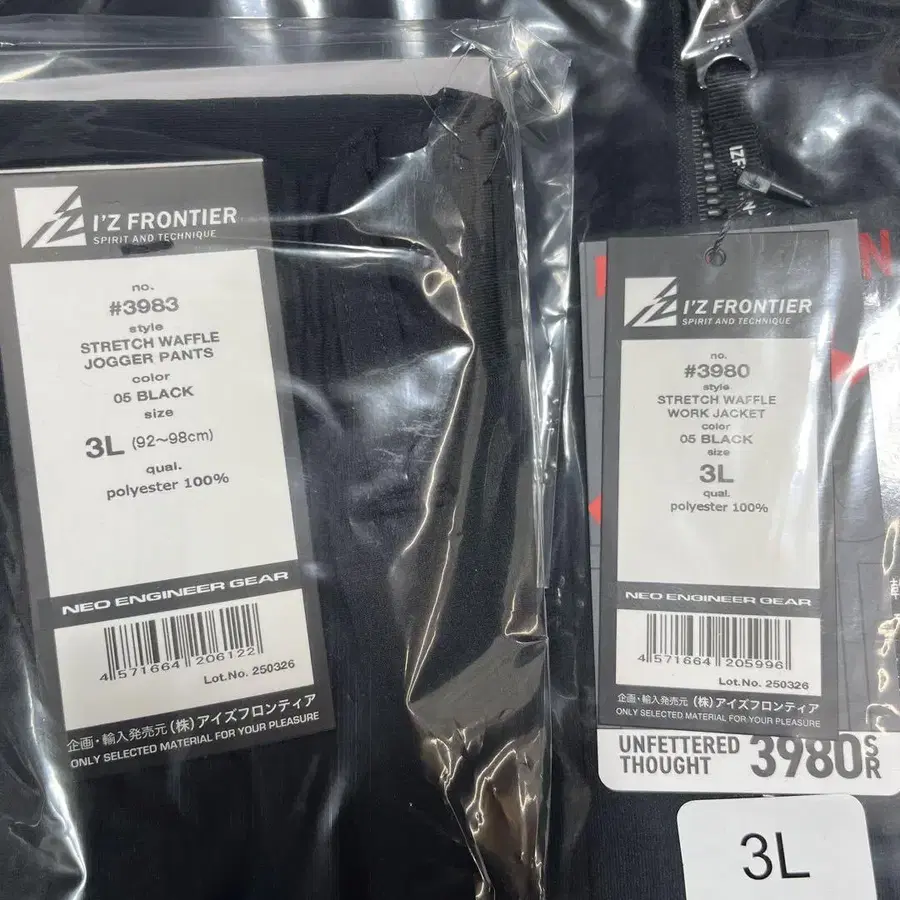 I'Z FRONTIER
SPIRIT AND TECHNIQUE
no.
#3983
style
STRETCH WAFFLE
JOGGER PANTS
color
05 BLACK
size
3L (92〜98cm)
qual.
polyester 100%
NEO ENGINEER GEAR
4 571664 206122
Lot.No. 250326
企画・輸入発売元 (株)アイズフロンティア
ONLY SELECTED MATERIAL FOR YOUR PLEASURE
I'Z FRONTIER
SPIRIT AND TECHNIQUE
no.
#3980
style
STRETCH WAFFLE
WORK JACKET
color
05 BLACK
size
3L
qual.
polyester 100%
NEO ENGINEER GEAR
4 571664 205996
Lot.No. 250326
企画・輸入発売元 (株)アイズフロンティア
ONLY SELECTED MATERIAL FOR YOUR PLEASURE
UNFETTERED
THOUGHT
3980SR
3L